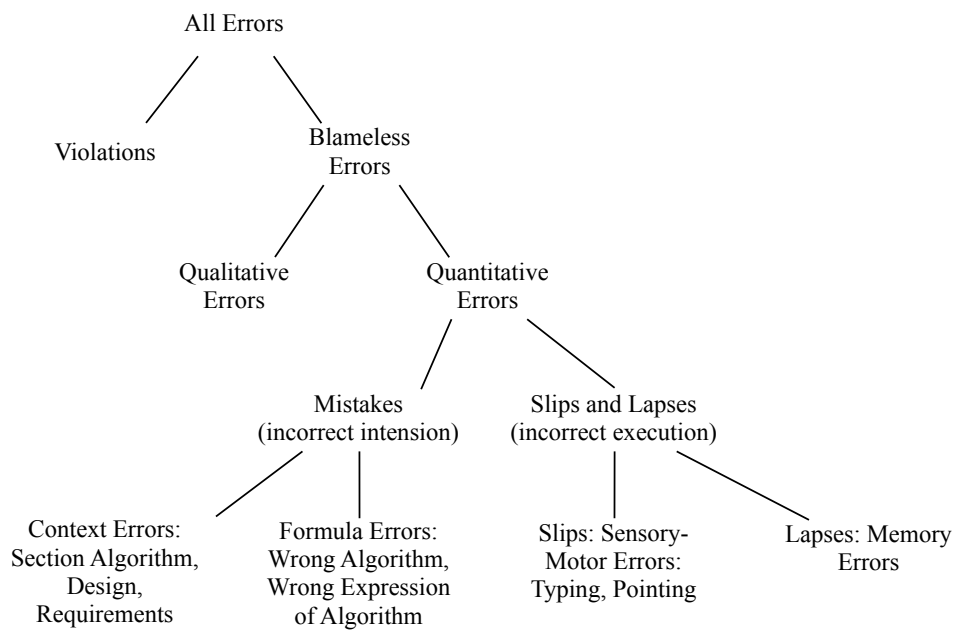 All Errors
Violations
Blameless
Errors
Qualitative
Errors
Quantitative
Errors
Mistakes
(incorrect intension)
Slips and Lapses
(incorrect execution)
Context Errors:
Section Algorithm,
Design,
Requirements
Formula Errors:
Wrong Algorithm,
Wrong Expression
of Algorithm
Slips: Sensory-
Motor Errors:
Typing, Pointing
Lapses: Memory
Errors